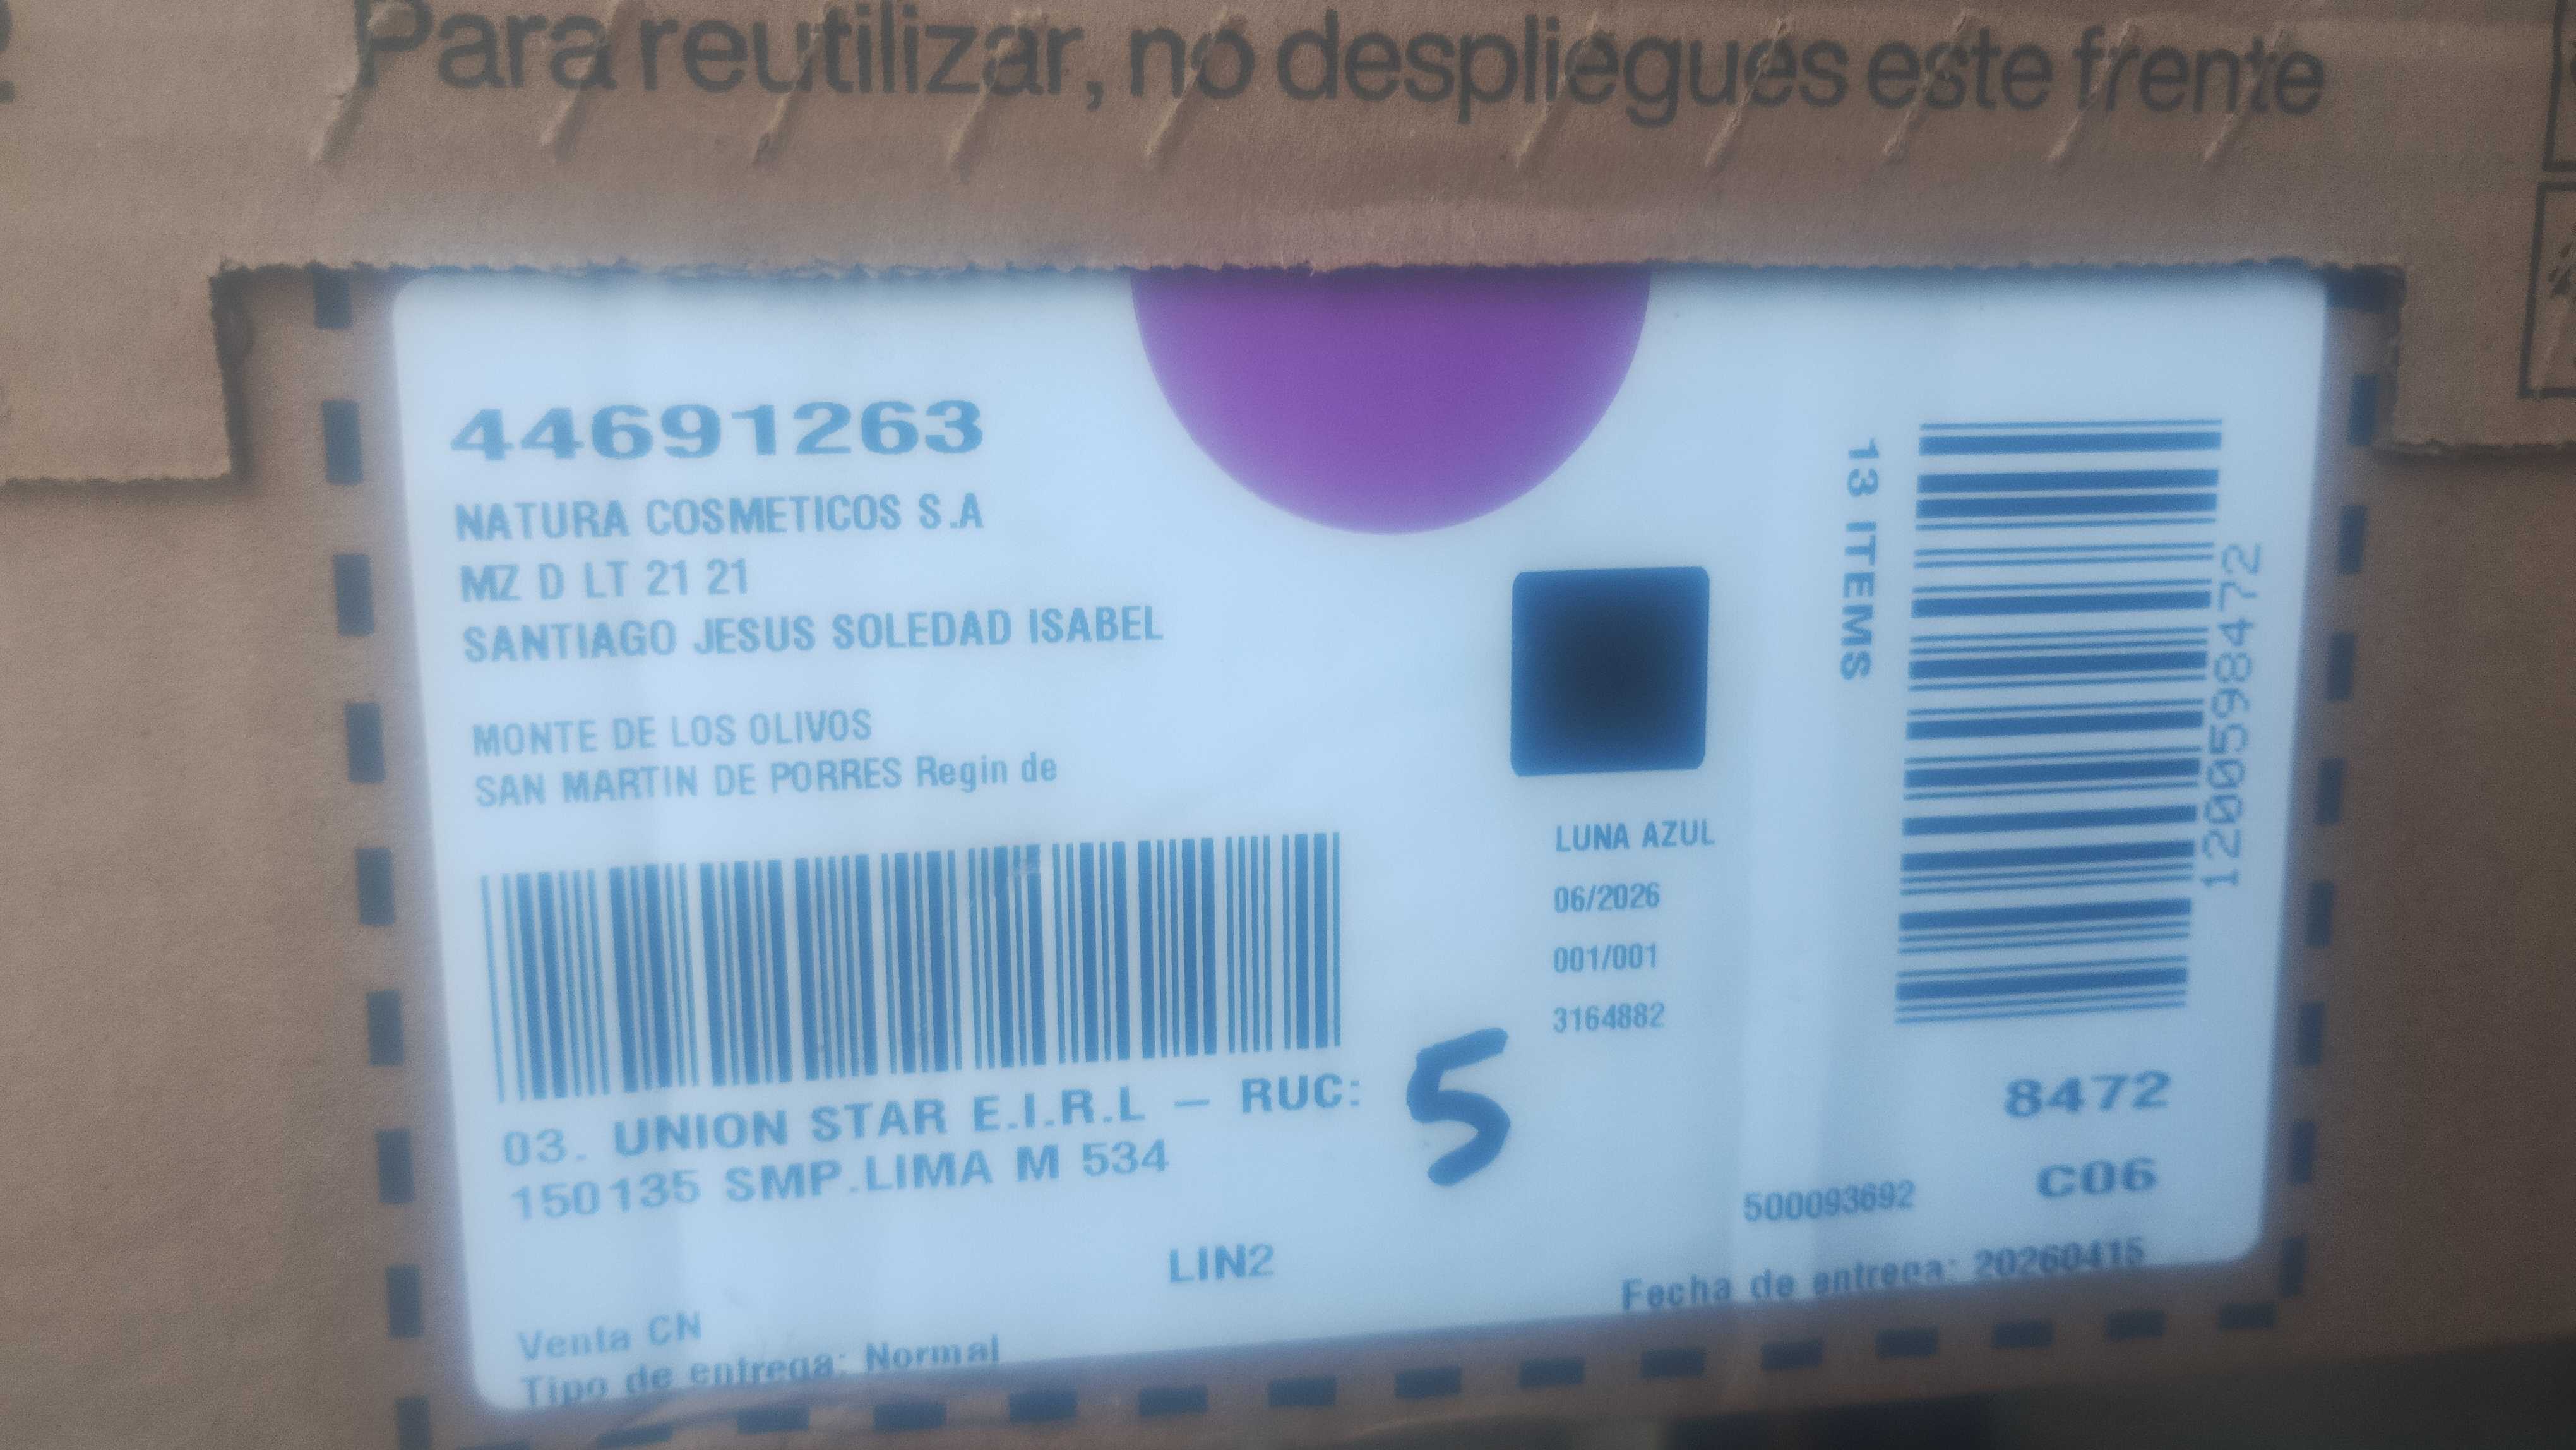 Para reutilizar, no despliegues este frente
44691263
NATURA COSMETICOS S.A
MZ D LT 21 21
SANTIAGO JESUS SOLEDAD ISABEL
MONTE DE LOS OLIVOS
SAN MARTIN DE PORRES Regin de
03. UNION STAR E.I.R.L – RUC:
150135 SMP.LIMA M 534
5
LIN2
Venta CN
Tipo de entrega: Normal
LUNA AZUL
06/2026
001/001
3164882
13 ITEMS
120059847​2
8472
C06
500093692
Fecha de entrega: 20260415